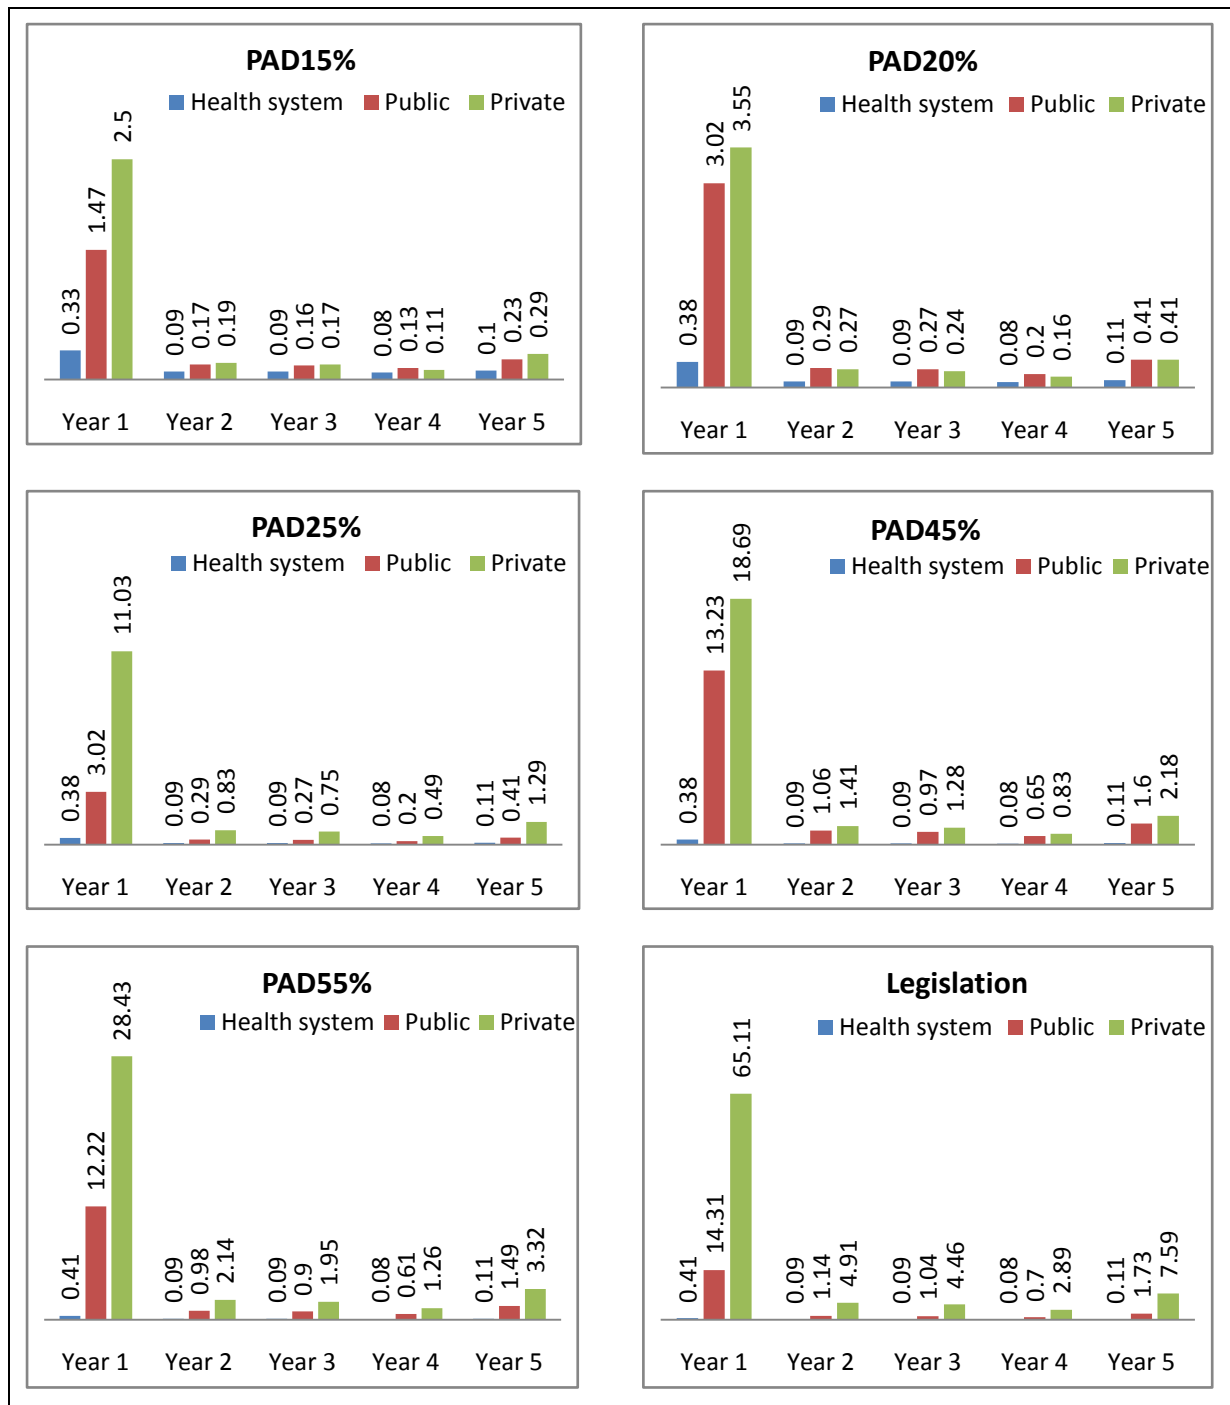 PAD15%
Health system Public Private
0.33 1.47 2.5 0.09 0.17 0.19 0.09 0.16 0.17 0.08 0.13 0.11 0.1 0.23 0.29
Year 1 Year 2 Year 3 Year 4 Year 5
PAD20%
Health system Public Private
0.38 3.02 3.55 0.09 0.29 0.27 0.09 0.27 0.24 0.08 0.2 0.16 0.11 0.41 0.41
Year 1 Year 2 Year 3 Year 4 Year 5
PAD25%
Health system Public Private
0.38 3.02 11.03 0.09 0.29 0.83 0.09 0.27 0.75 0.08 0.2 0.49 0.11 0.41 1.29
Year 1 Year 2 Year 3 Year 4 Year 5
PAD45%
Health system Public Private
0.38 13.23 18.69 0.09 1.06 1.41 0.09 0.97 1.28 0.08 0.65 0.83 0.11 1.6 2.18
Year 1 Year 2 Year 3 Year 4 Year 5
PAD55%
Health system Public Private
0.41 12.22 28.43 0.09 0.98 2.14 0.09 0.9 1.95 0.08 0.61 1.26 0.11 1.49 3.32
Year 1 Year 2 Year 3 Year 4 Year 5
Legislation
Health system Public Private
0.41 14.31 65.11 0.09 1.14 4.91 0.09 1.04 4.46 0.08 0.7 2.89 0.11 1.73 7.59
Year 1 Year 2 Year 3 Year 4 Year 5